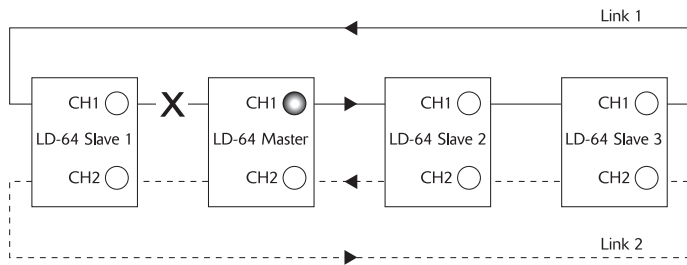 Link 1
CH1 X CH1 CH1 CH1
LD-64 Slave 1 LD-64 Master LD-64 Slave 2 LD-64 Slave 3
CH2 CH2 CH2 CH2
Link 2